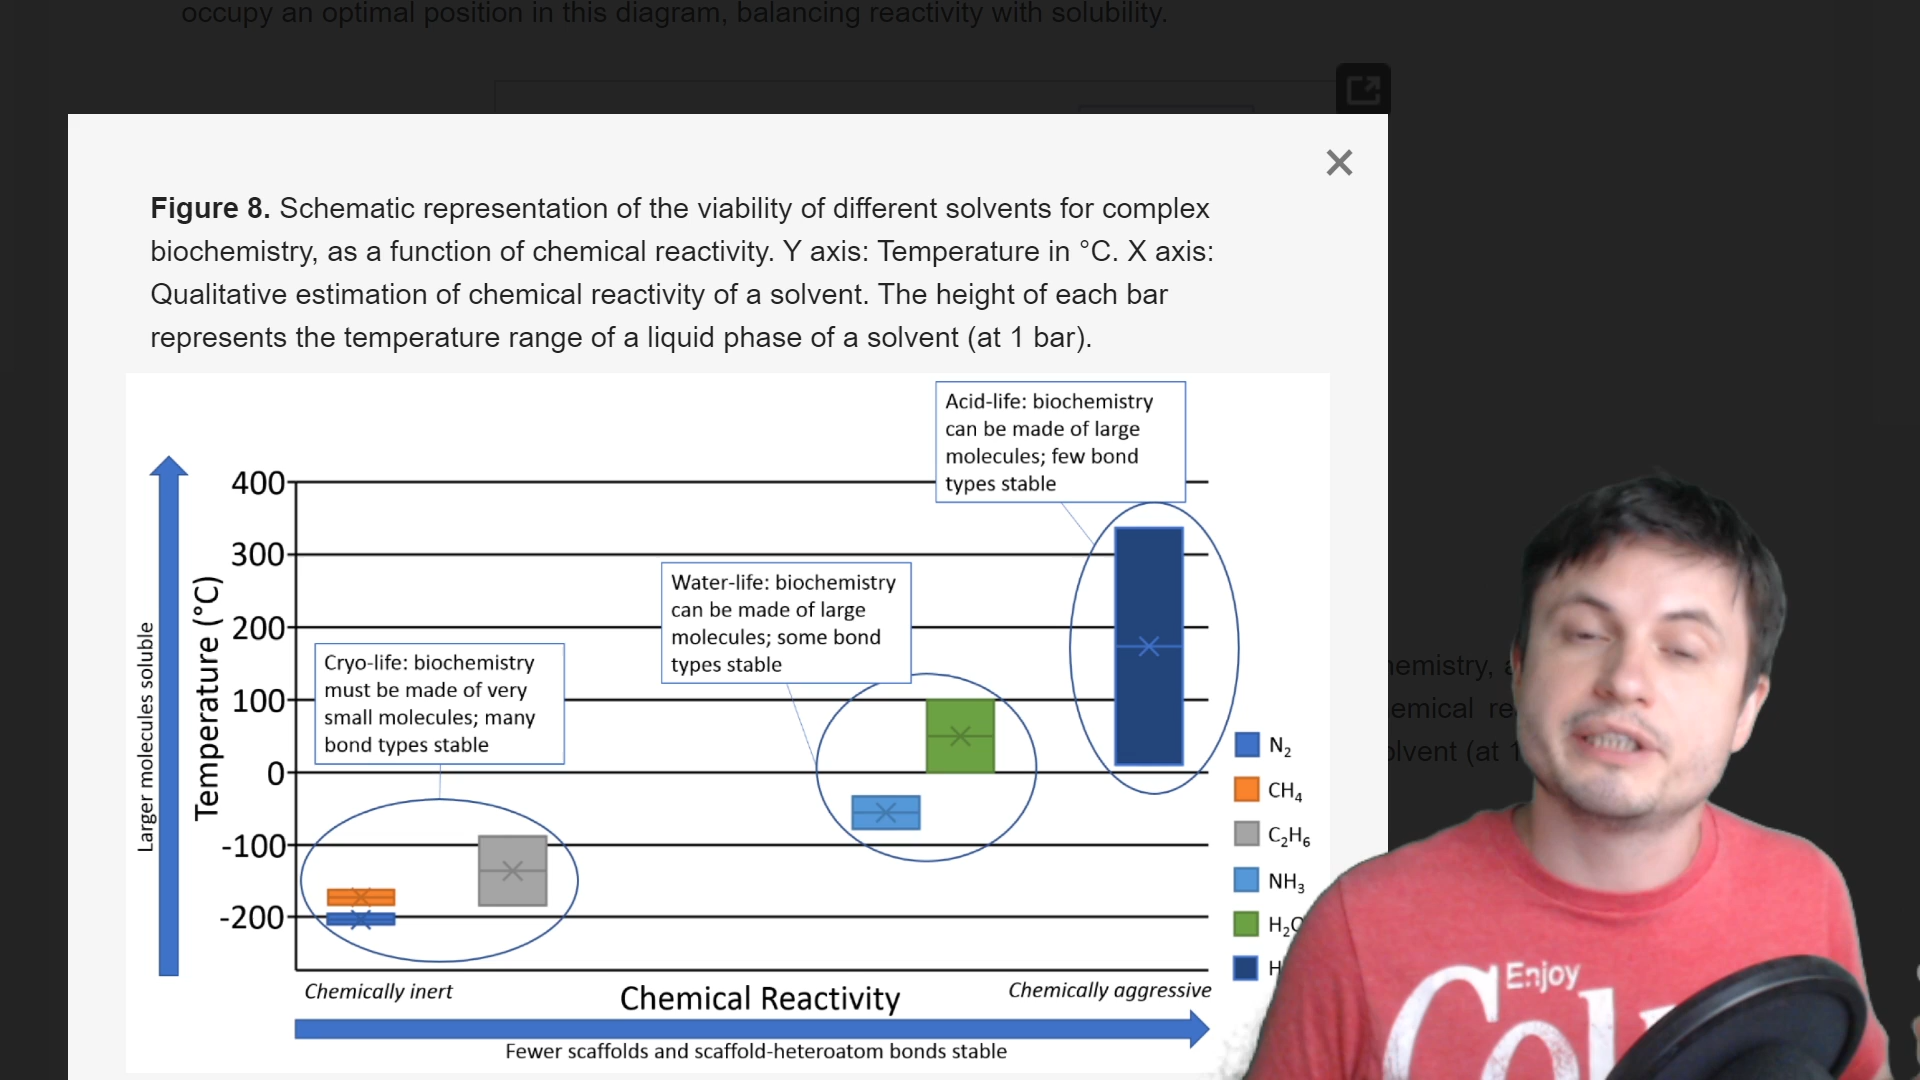 occupy an optimal position in this diagram, balancing reactivity with solubility.
Figure 8. Schematic representation of the viability of different solvents for complex
biochemistry, as a function of chemical reactivity. Y axis: Temperature in °C. X axis:
Qualitative estimation of chemical reactivity of a solvent. The height of each bar
represents the temperature range of a liquid phase of a solvent (at 1 bar).
Acid-life: biochemistry
can be made of large
molecules; few bond
types stable
Water-life: biochemistry
can be made of large
molecules; some bond
types stable
Cryo-life: biochemistry
must be made of very
small molecules; many
bond types stable
Larger molecules soluble
Temperature (°C)
400
300
200
100
0
-100
-200
N₂
CH₄
C₂H₆
NH₃
H₂O
H
Chemically inert
Chemical Reactivity
Chemically aggressive
Fewer scaffolds and scaffold-heteroatom bonds stable
emical
solvent (at 1
Enjoy